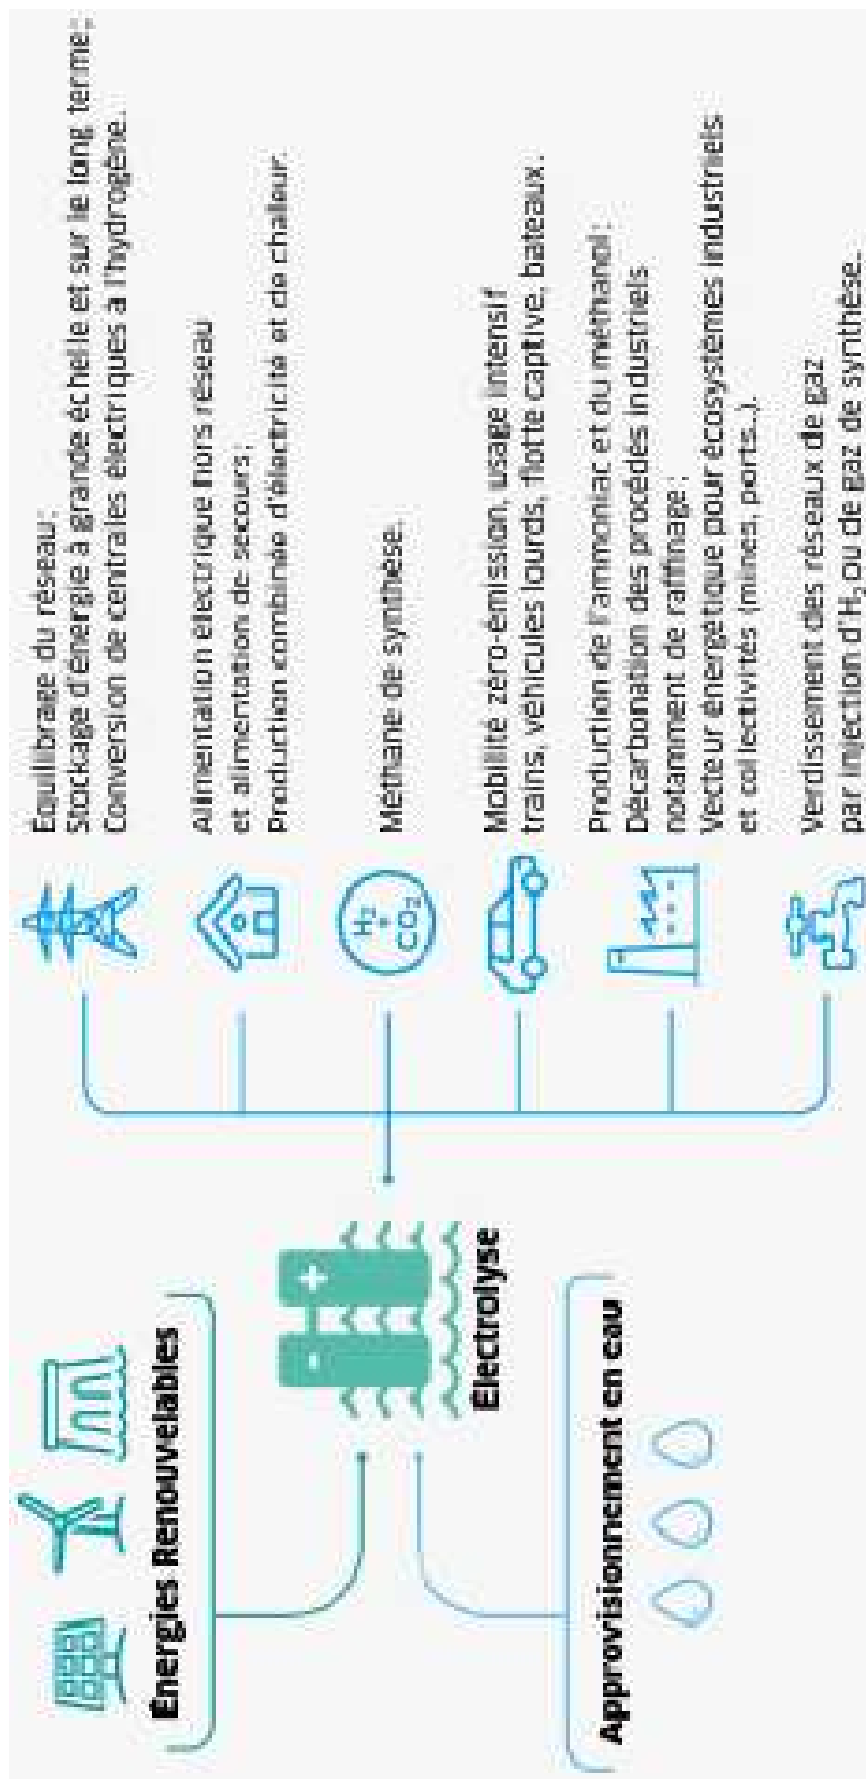 Énergies Renouvelables
Approvisionnement en eau
- +
Électrolyse
Équilibrage du réseau;
Stockage d'énergie à grande échelle et sur le long terme;
Conversion de centrales électriques à l'hydrogène.
Alimentation électrique hors réseau
et alimentation de secours;
Production combinée d'électricité et de chaleur.
H₂
+
CO₂
Méthane de synthèse.
Mobilité zéro-émission, usage intensif
trains, véhicules lourds, flotte captive, bateaux.
Production de l'ammoniac et du méthanol;
Décarbonation des procédés industriels
notamment de raffinage;
Vecteur énergétique pour écosystèmes industriels
et collectivités (mines, ports..).
Verdissement des réseaux de gaz
par injection d'H₂ ou de gaz de synthèse.